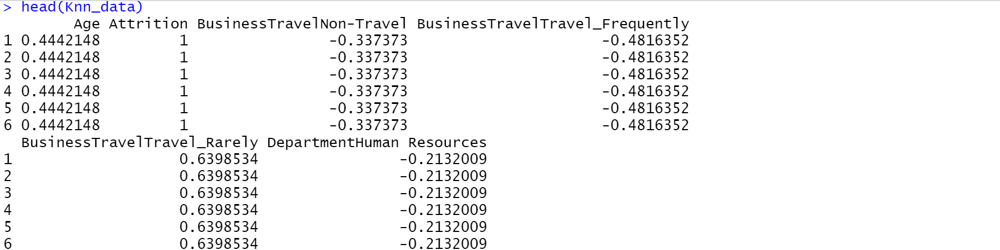 > head(Knn_data)
        Age Attrition BusinessTravelNon-Travel BusinessTravelTravel_Frequently
1 0.4442148         1                -0.337373                      -0.4816352
2 0.4442148         1                -0.337373                      -0.4816352
3 0.4442148         1                -0.337373                      -0.4816352
4 0.4442148         1                -0.337373                      -0.4816352
5 0.4442148         1                -0.337373                      -0.4816352
6 0.4442148         1                -0.337373                      -0.4816352
  BusinessTravelTravel_Rarely DepartmentHuman Resources
1                   0.6398534                -0.2132009
2                   0.6398534                -0.2132009
3                   0.6398534                -0.2132009
4                   0.6398534                -0.2132009
5                   0.6398534                -0.2132009
6                   0.6398534                -0.2132009